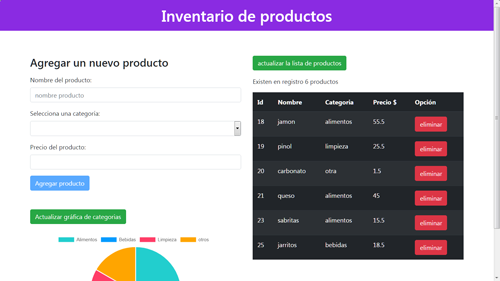 Inventario de productos
Agregar un nuevo producto
Nombre del producto:
nombre producto
Selecciona una categoría:
Precio del producto:
Agregar producto
Actualizar gráfica de categorias
Alimentos Bebidas Limpieza otros
actualizar la lista de productos
Existen en registro 6 productos
Id Nombre Categoria Precio $ Opción
18 jamon alimentos 55.5 eliminar
19 pinol limpieza 25.5 eliminar
20 carbonato otra 1.5 eliminar
21 queso alimentos 45 eliminar
23 sabritas alimentos 15.5 eliminar
25 jarritos bebidas 18.5 eliminar